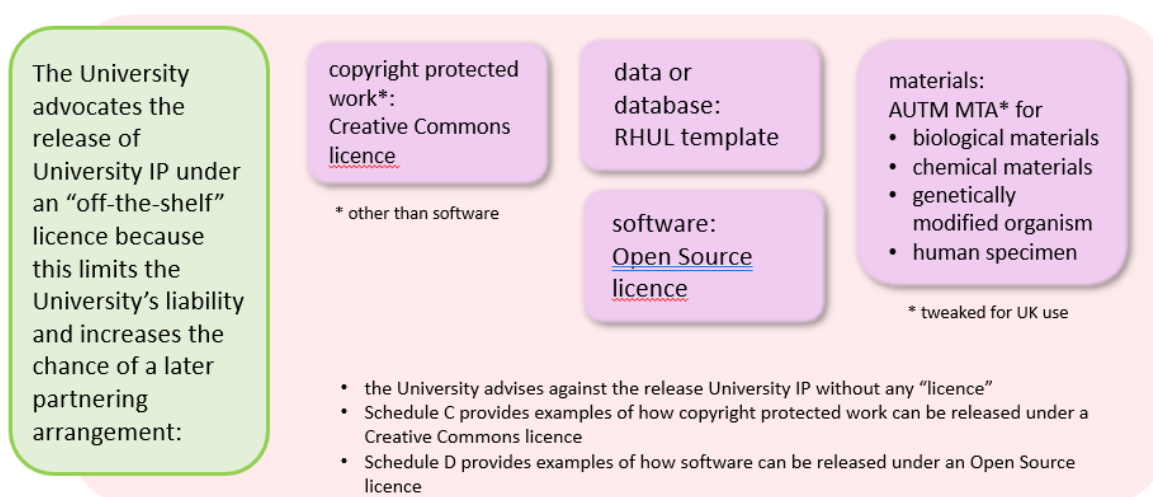 The University
advocates the
release of
University IP under
an “off-the-shelf”
licence because
this limits the
University’s liability
and increases the
chance of a later
partnering
arrangement:
copyright protected
work*:
Creative Commons
licence
* other than software
data or
database:
RHUL template
software:
Open Source
licence
materials:
AUTM MTA* for
• biological materials
• chemical materials
• genetically
modified organism
• human specimen
* tweaked for UK use
• the University advises against the release University IP without any “licence”
• Schedule C provides examples of how copyright protected work can be released under a
Creative Commons licence
• Schedule D provides examples of how software can be released under an Open Source
licence